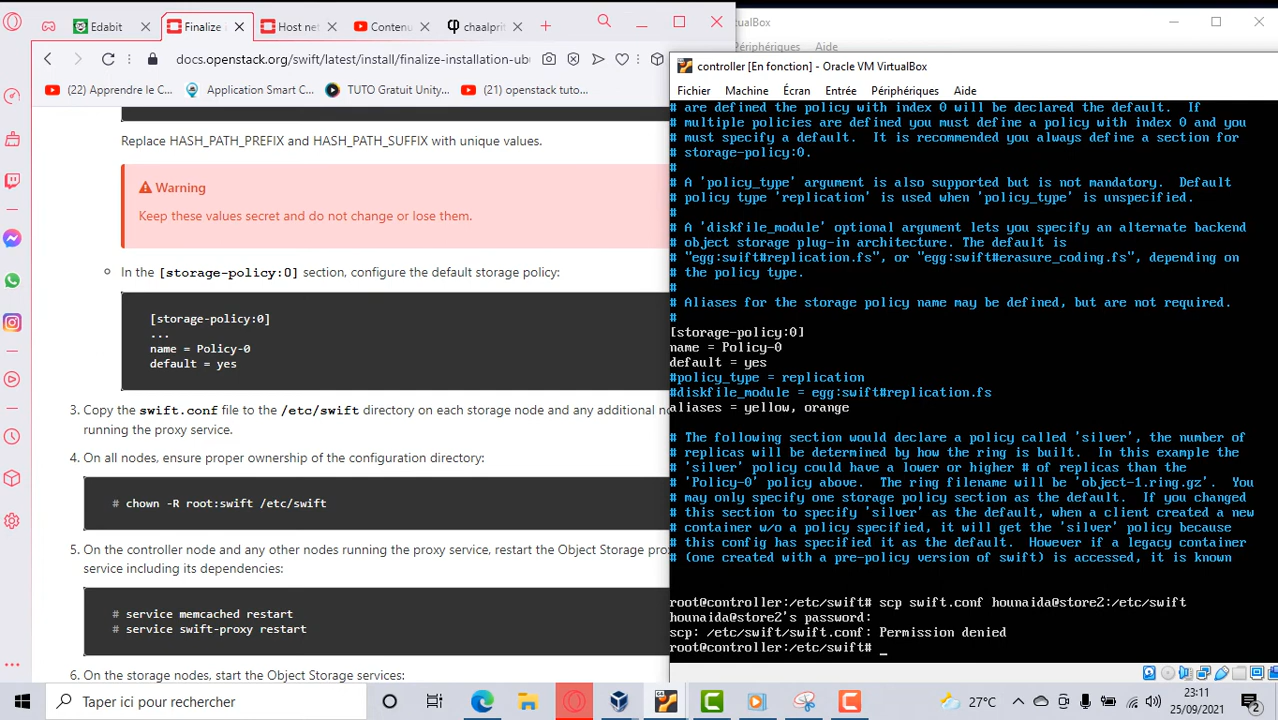 Edabit
Finalize i
Host net
Contenu
chaalprit
docs.openstack.org/swift/latest/install/finalize-installation-ub
(22) Apprendre le C...
Application Smart C...
TUTO Gratuit Unity...
(21) openstack tuto...
Replace HASH_PATH_PREFIX and HASH_PATH_SUFFIX with unique values.
Warning
Keep these values secret and do not change or lose them.
In the [storage-policy:0] section, configure the default storage policy:
[storage-policy:0]
...
name = Policy-0
default = yes
3. Copy the swift.conf file to the /etc/swift directory on each storage node and any additional no
running the proxy service.
4. On all nodes, ensure proper ownership of the configuration directory:
# chown -R root:swift /etc/swift
5. On the controller node and any other nodes running the proxy service, restart the Object Storage prox
service including its dependencies:
# service memcached restart
# service swift-proxy restart
6. On the storage nodes, start the Object Storage services:
tualBox
Périphériques Aide
controller [En fonction] - Oracle VM VirtualBox
Fichier Machine Écran Entrée Périphériques Aide
# are defined the policy with index 0 will be declared the default. If
# multiple policies are defined you must define a policy with index 0 and you
# must specify a default. It is recommended you always define a section for
# storage-policy:0.
#
# A 'policy_type' argument is also supported but is not mandatory. Default
# policy type 'replication' is used when 'policy_type' is unspecified.
#
# A 'diskfile_module' optional argument lets you specify an alternate backend
# object storage plug-in architecture. The default is
# "egg:swift#replication.fs", or "egg:swift#erasure_coding.fs", depending on
# the policy type.
#
# Aliases for the storage policy name may be defined, but are not required.
#
[storage-policy:0]
name = Policy-0
default = yes
#policy_type = replication
#diskfile_module = egg:swift#replication.fs
aliases = yellow, orange
# The following section would declare a policy called 'silver', the number of
# replicas will be determined by how the ring is built. In this example the
# 'silver' policy could have a lower or higher # of replicas than the
# 'Policy-0' policy above. The ring filename will be 'object-1.ring.gz'. You
# may only specify one storage policy section as the default. If you changed
# this section to specify 'silver' as the default, when a client created a new
# container w/o a policy specified, it will get the 'silver' policy because
# this config has specified it as the default. However if a legacy container
# (one created with a pre-policy version of swift) is accessed, it is known
root@controller:/etc/swift# scp swift.conf hounaida@store2:/etc/swift
hounaida@store2's password:
scp: /etc/swift/swift.conf: Permission denied
root@controller:/etc/swift# _
Taper ici pour rechercher
27°C
23:11
25/09/2021
2